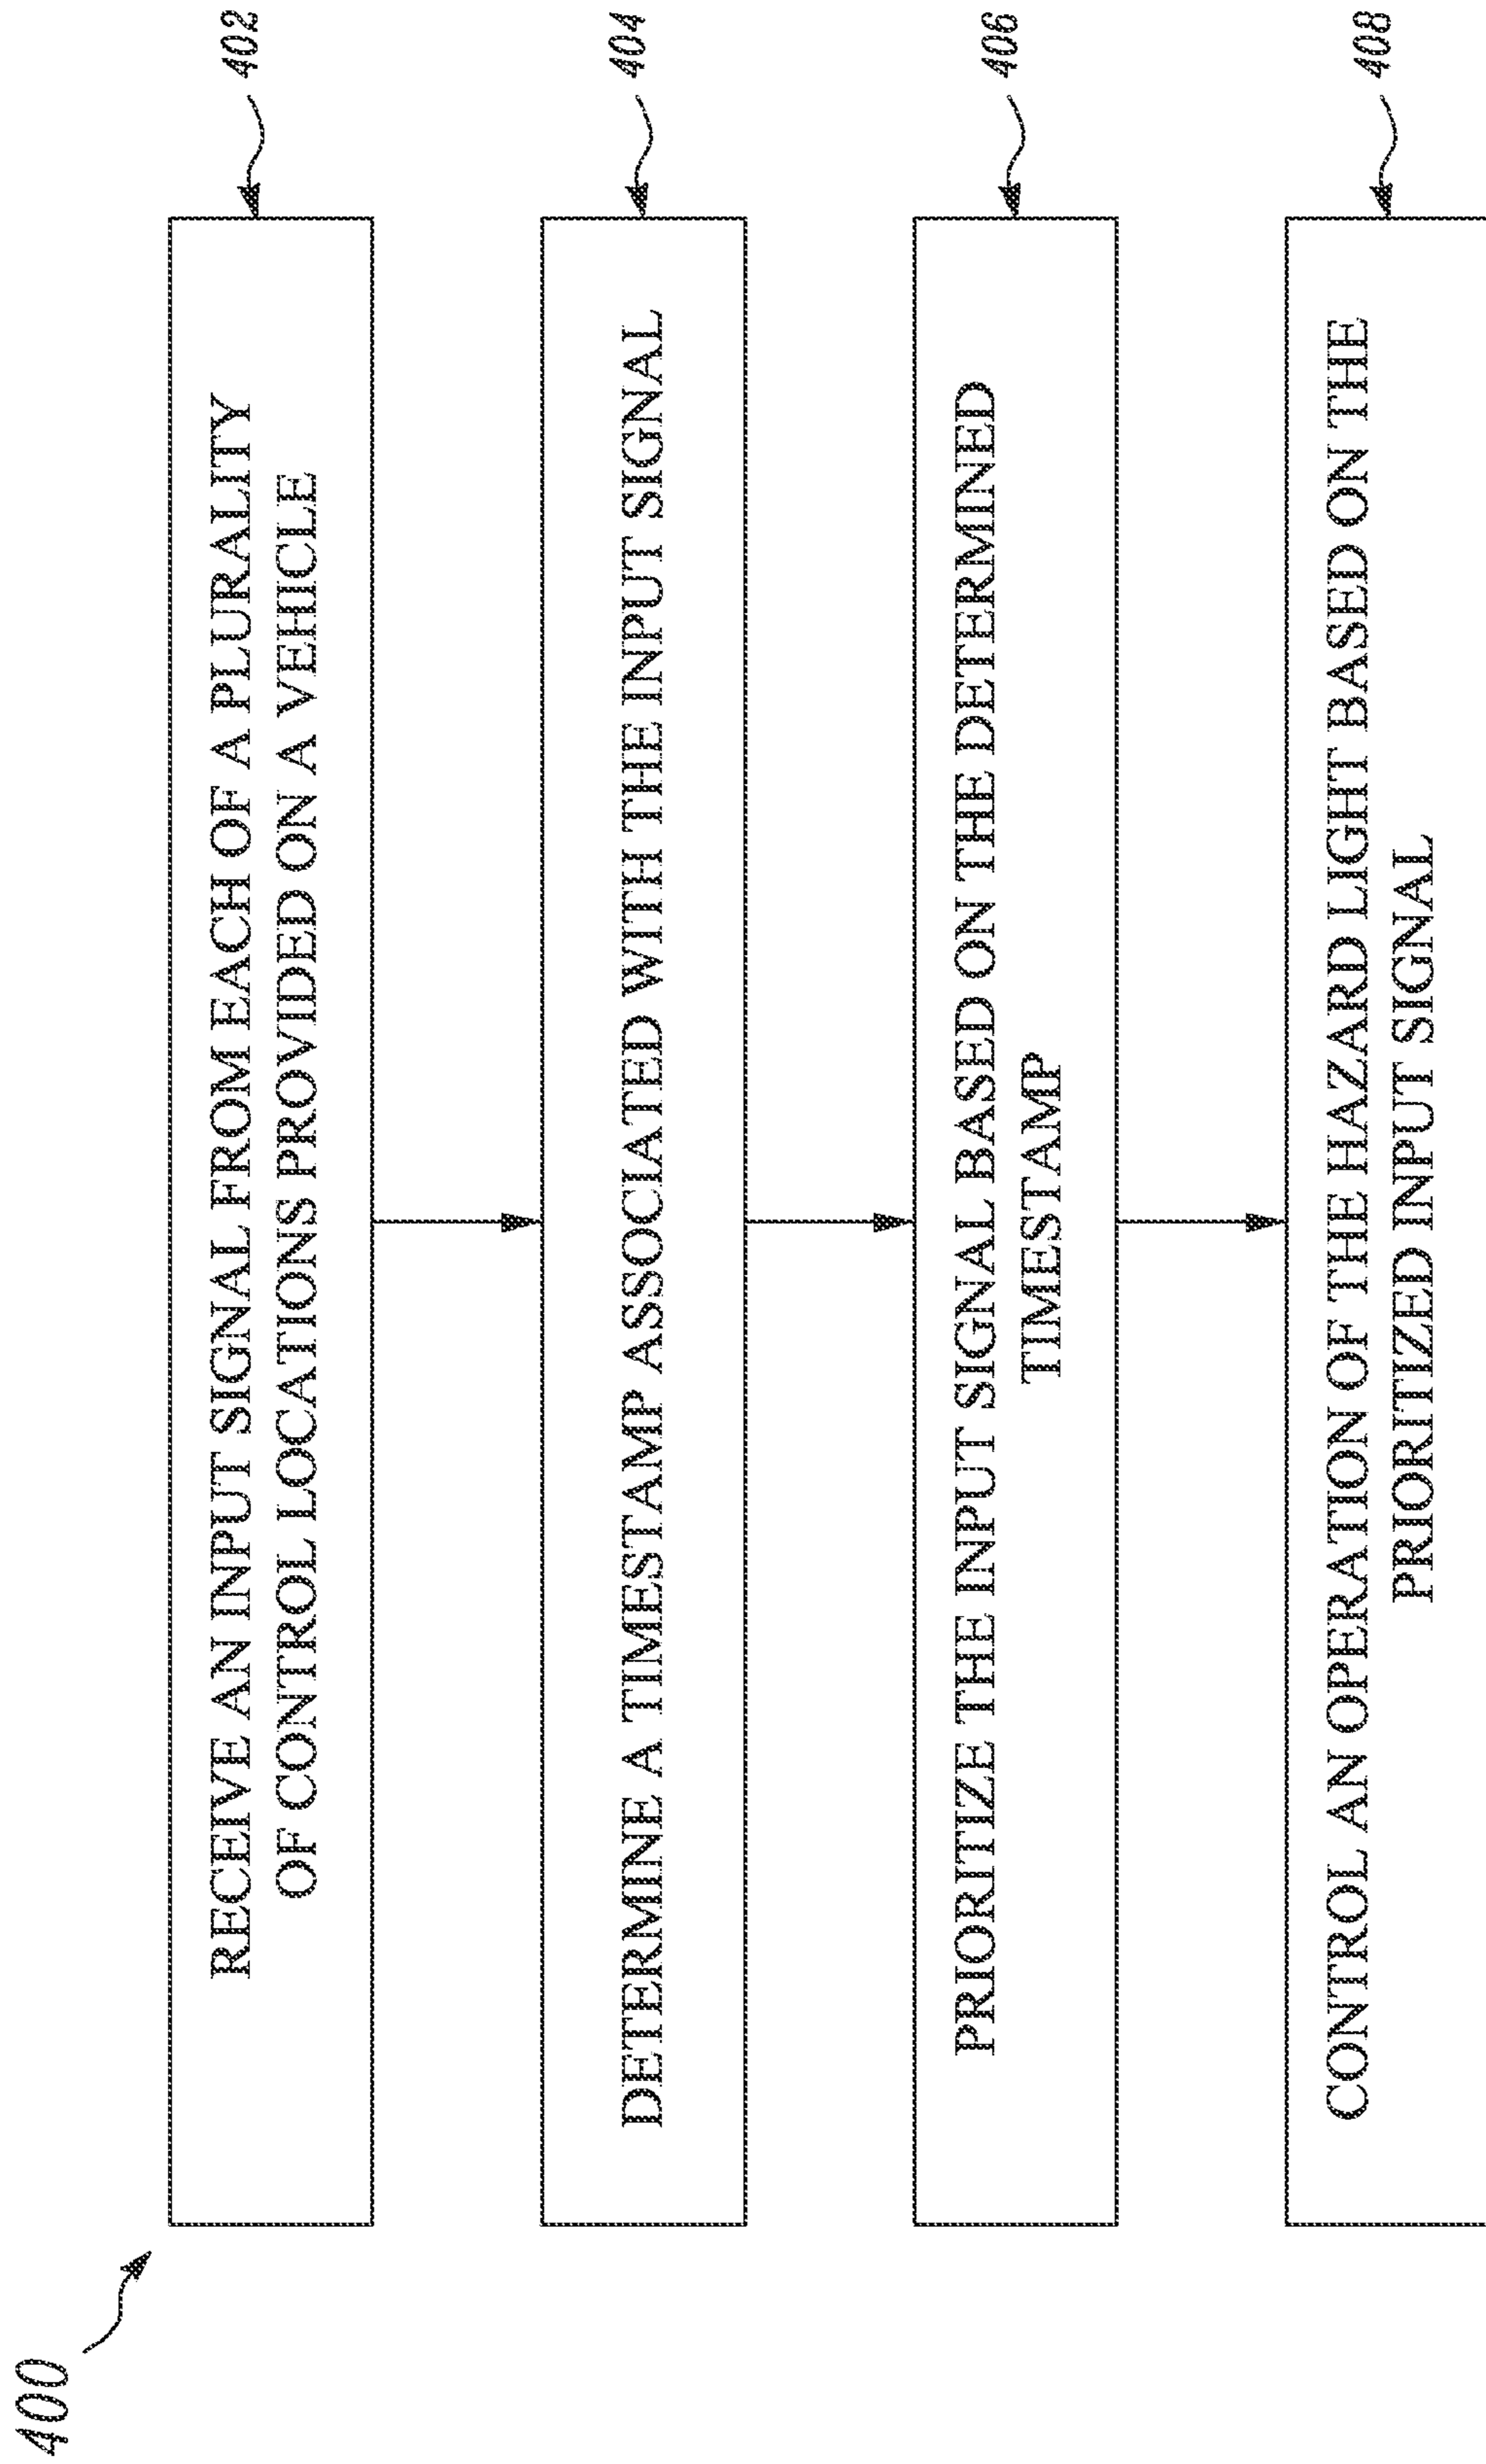 400
RECEIVE AN INPUT SIGNAL FROM EACH OF A PLURALITY
OF CONTROL LOCATIONS PROVIDED ON A VEHICLE
402
DETERMINE A TIMESTAMP ASSOCIATED WITH THE INPUT SIGNAL
404
PRIORITIZE THE INPUT SIGNAL BASED ON THE DETERMINED
TIMESTAMP
406
CONTROL AN OPERATION OF THE HAZARD LIGHT BASED ON THE
PRIORITIZED INPUT SIGNAL
408